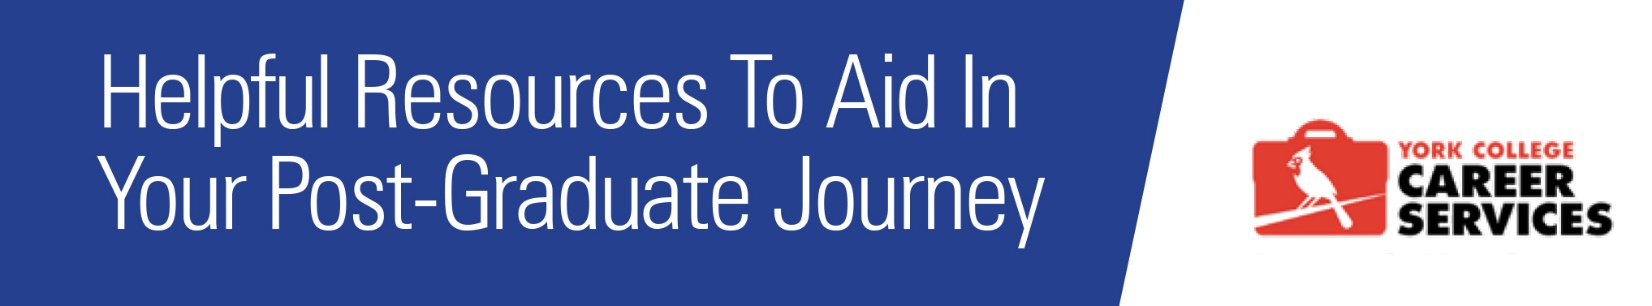 Helpful Resources To Aid In
Your Post-Graduate Journey
YORK COLLEGE
CAREER
SERVICES